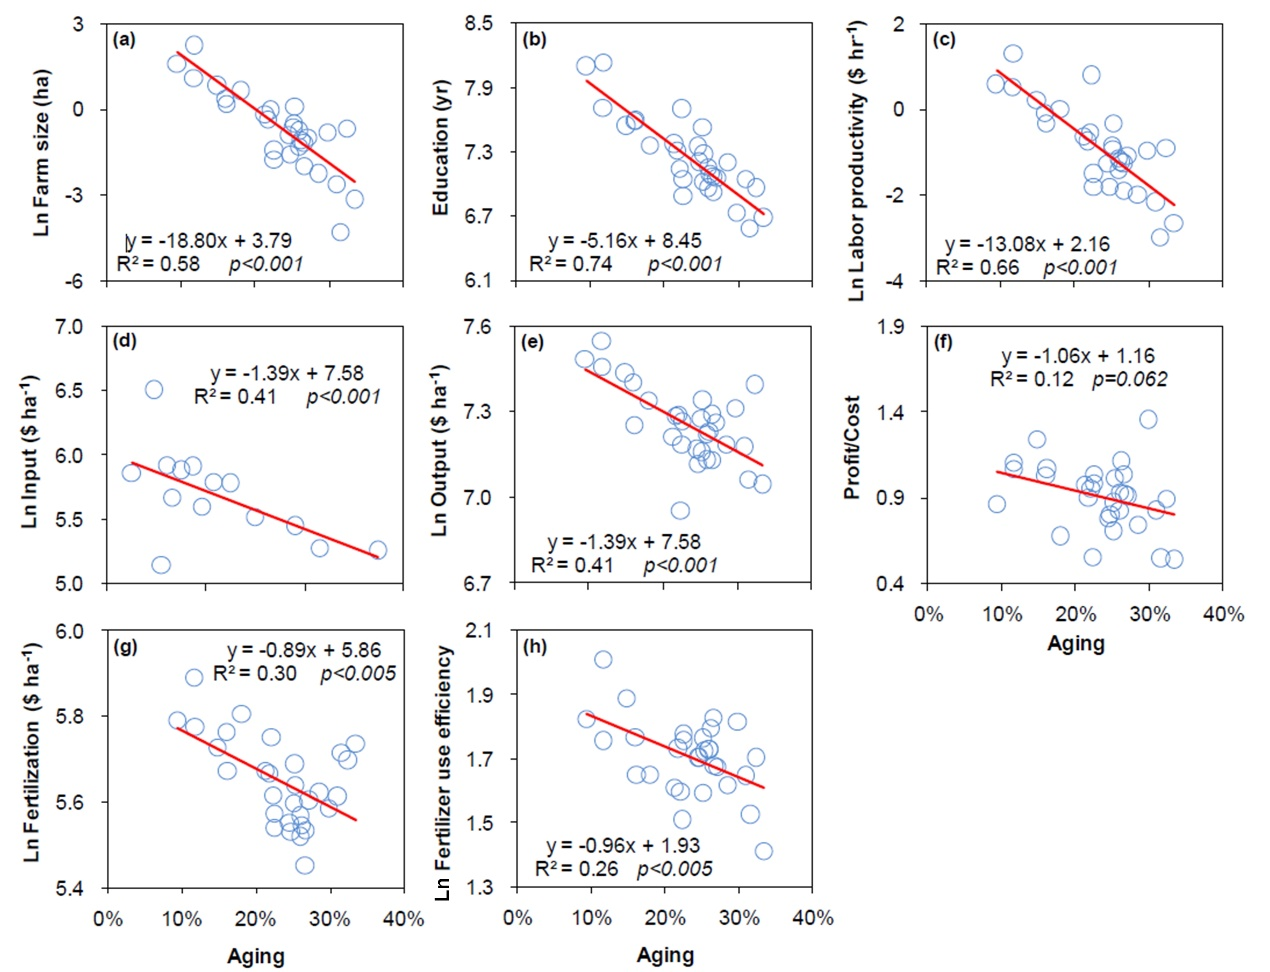 (a)
3
0
-3
-6
Ln Farm size (ha)
y = -18.80x + 3.79
R² = 0.58 p<0.001
(b)
8.5
7.9
7.3
6.7
6.1
Education (yr)
y = -5.16x + 8.45
R² = 0.74 p<0.001
(c)
2
0
-2
-4
Ln Labor productivity ($ hr⁻¹)
y = -13.08x + 2.16
R² = 0.66 p<0.001
(d)
7.0
6.5
6.0
5.5
5.0
Ln Input ($ ha⁻¹)
y = -1.39x + 7.58
R² = 0.41 p<0.001
(e)
7.6
7.3
7.0
6.7
Ln Output ($ ha⁻¹)
y = -1.39x + 7.58
R² = 0.41 p<0.001
(f)
1.9
1.4
0.9
0.4
Profit/Cost
y = -1.06x + 1.16
R² = 0.12 p=0.062
0% 10% 20% 30% 40%
Aging
(g)
6.0
5.8
5.6
5.4
Ln Fertilization ($ ha⁻¹)
y = -0.89x + 5.86
R² = 0.30 p<0.005
0% 10% 20% 30% 40%
Aging
(h)
2.1
1.9
1.7
1.5
1.3
Ln Fertilizer use efficiency
y = -0.96x + 1.93
R² = 0.26 p<0.005
0% 10% 20% 30% 40%
Aging